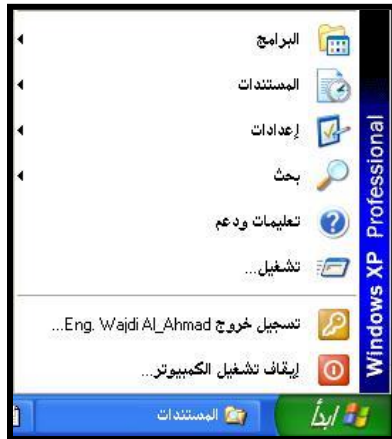 البرامج
المستندات
إعدادات
بحث
تعليمات ودعم
تشغيل...
تسجيل خروج Eng. Wajdi Al_Ahmad...
إيقاف تشغيل الكمبيوتر...
Windows XP Professional
ابدأ
المستندات